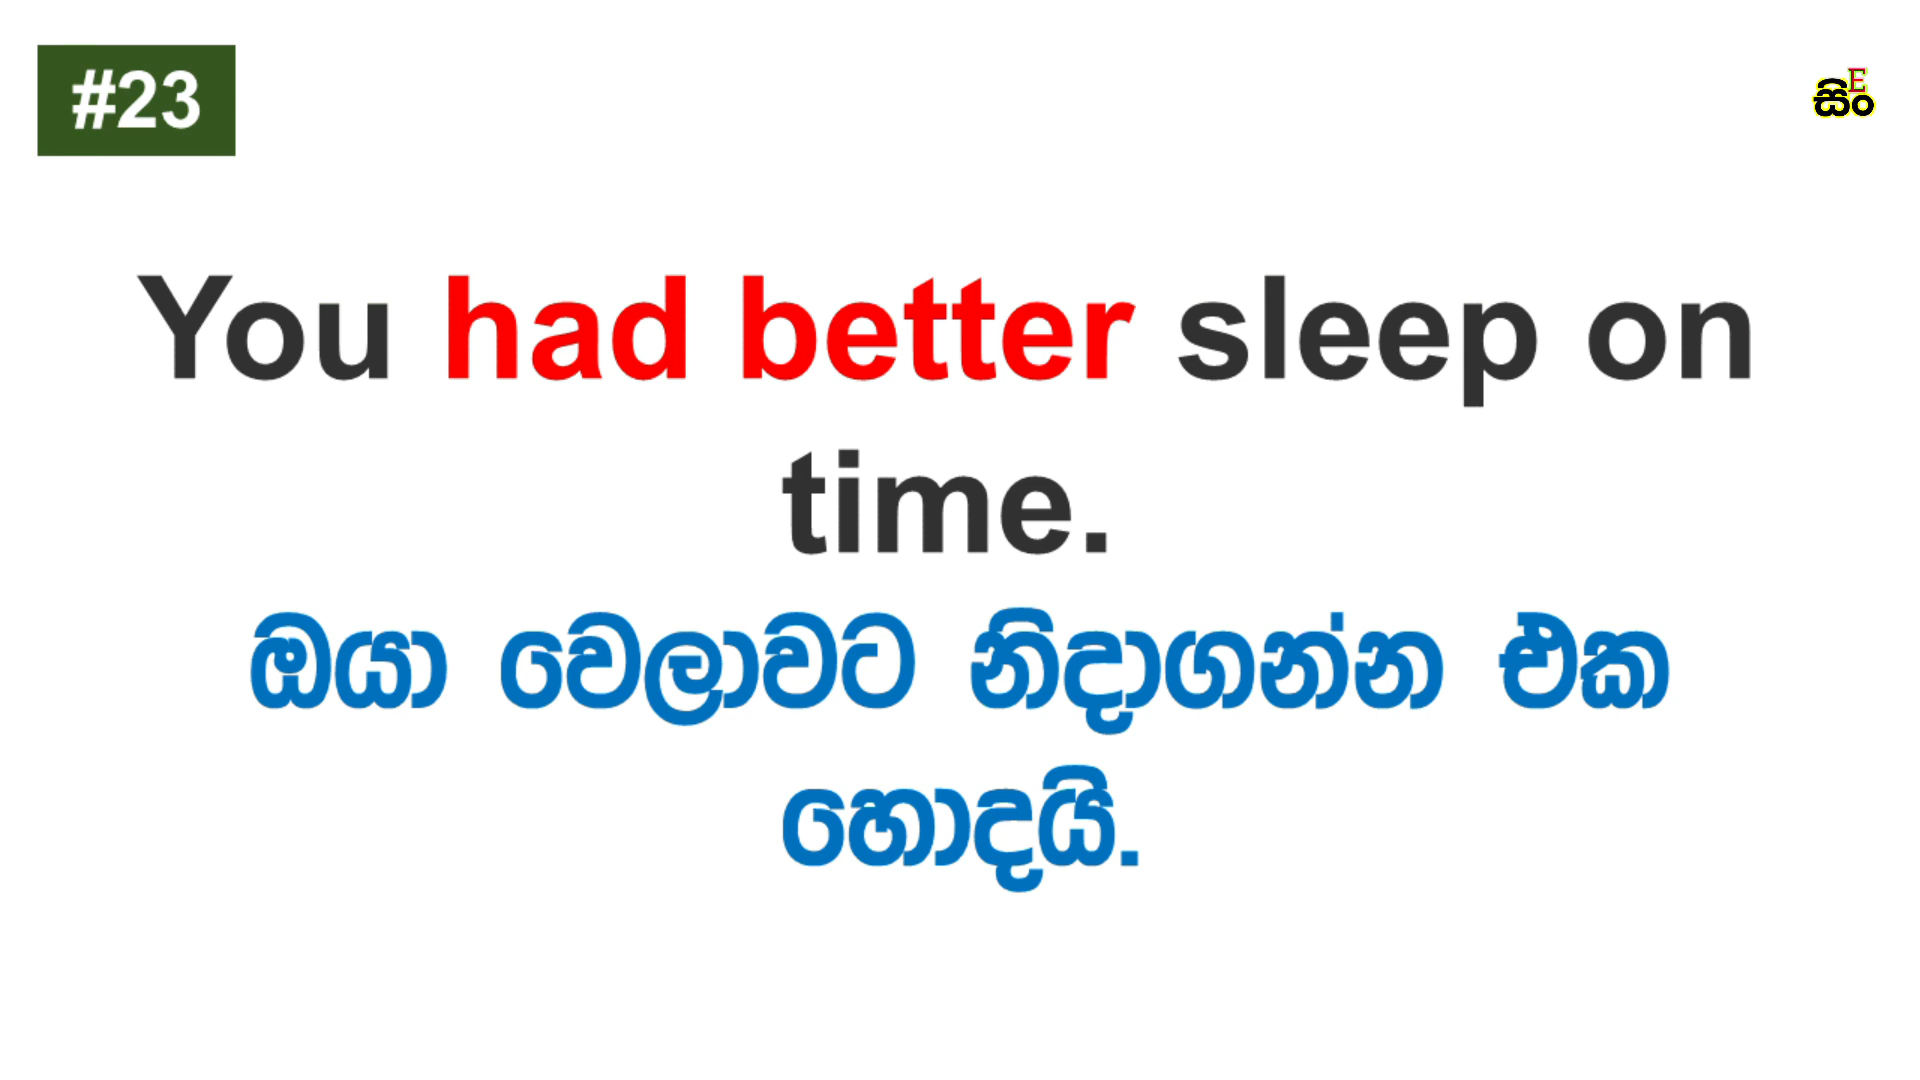 #23
සිංE
You had better sleep on
time.
ඔයා වෙලාවට නිදාගන්න එක
හොදයි.